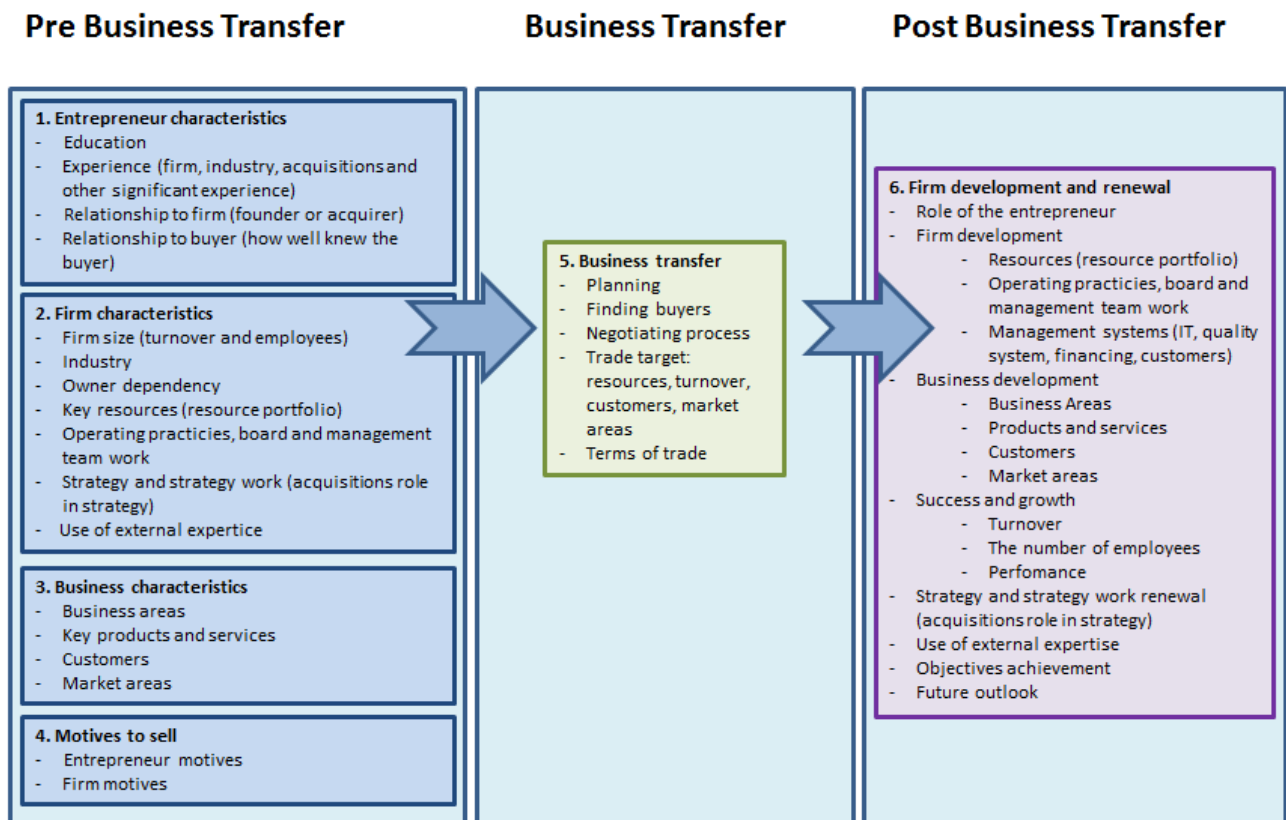 Pre Business Transfer
Business Transfer
Post Business Transfer
1. Entrepreneur characteristics
- Education
- Experience (firm, industry, acquisitions and
other significant experience)
- Relationship to firm (founder or acquirer)
- Relationship to buyer (how well knew the
buyer)
2. Firm characteristics
- Firm size (turnover and employees)
- Industry
- Owner dependency
- Key resources (resource portfolio)
- Operating practicies, board and management
team work
- Strategy and strategy work (acquisitions role
in strategy)
- Use of external expertice
3. Business characteristics
- Business areas
- Key products and services
- Customers
- Market areas
4. Motives to sell
- Entrepreneur motives
- Firm motives
5. Business transfer
- Planning
- Finding buyers
- Negotiating process
- Trade target:
resources, turnover,
customers, market
areas
- Terms of trade
6. Firm development and renewal
- Role of the entrepreneur
- Firm development
- Resources (resource portfolio)
- Operating practicies, board and
management team work
- Management systems (IT, quality
system, financing, customers)
- Business development
- Business Areas
- Products and services
- Customers
- Market areas
- Success and growth
- Turnover
- The number of employees
- Perfomance
- Strategy and strategy work renewal
(acquisitions role in strategy)
- Use of external expertise
- Objectives achievement
- Future outlook